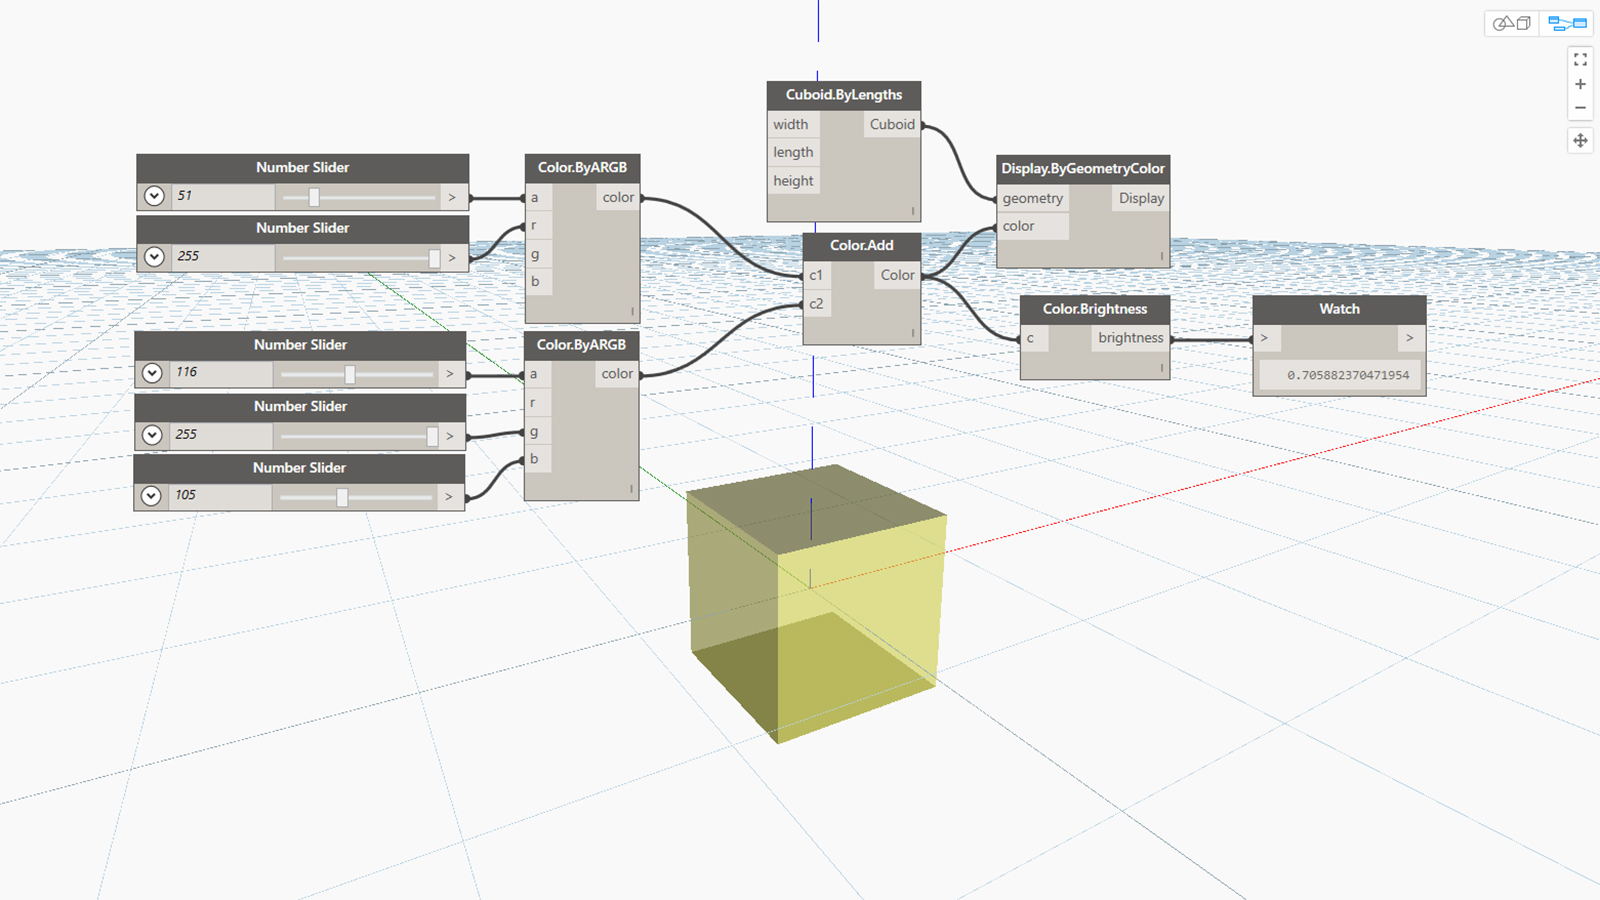 Cuboid.ByLengths
width Cuboid
length
height
Number Slider
51 >
Number Slider
255 >
Color.ByARGB
a color
r
g
b
Display.ByGeometryColor
geometry Display
color
Color.Add
c1 Color
c2
Color.Brightness
c brightness
Watch
> >
0.705882370471954
Number Slider
116 >
Number Slider
255 >
Number Slider
105 >
Color.ByARGB
a color
r
g
b